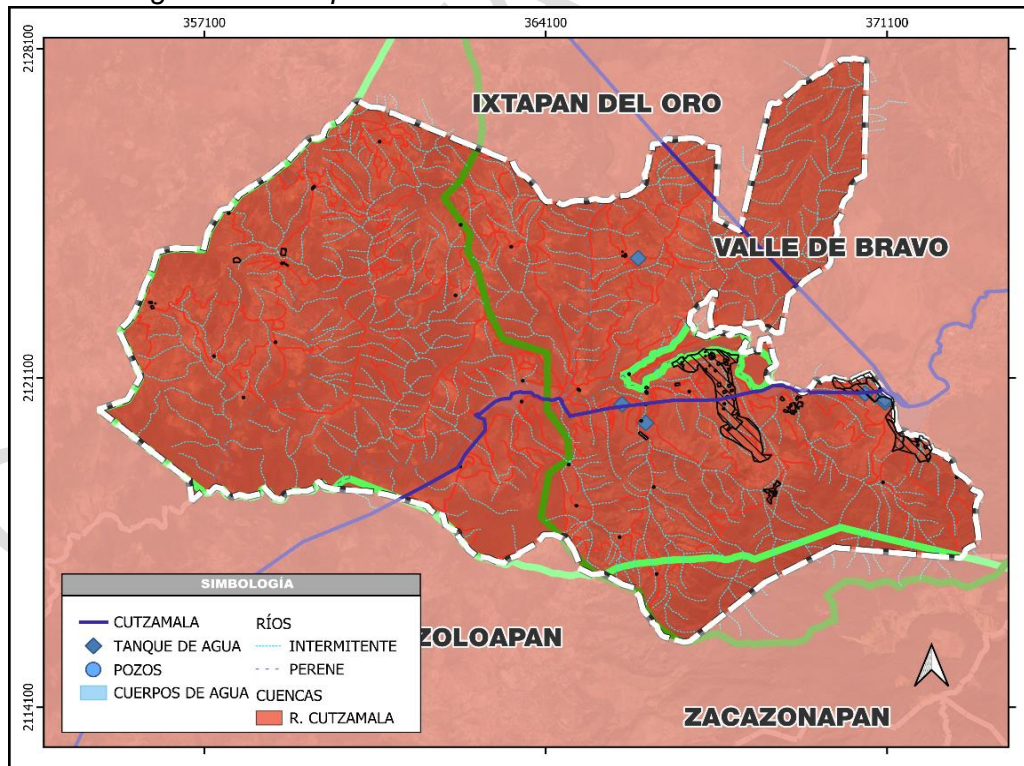 357100
364100
371100
2128100
IXTAPAN DEL ORO
VALLE DE BRAVO
2121100
SIMBOLOGÍA
CUTZAMALA
TANQUE DE AGUA
POZOS
CUERPOS DE AGUA
RÍOS
INTERMITENTE
PERENE
CUENCAS
R. CUTZAMALA
ZOLOAPAN
ZACAZONAPAN
2114100